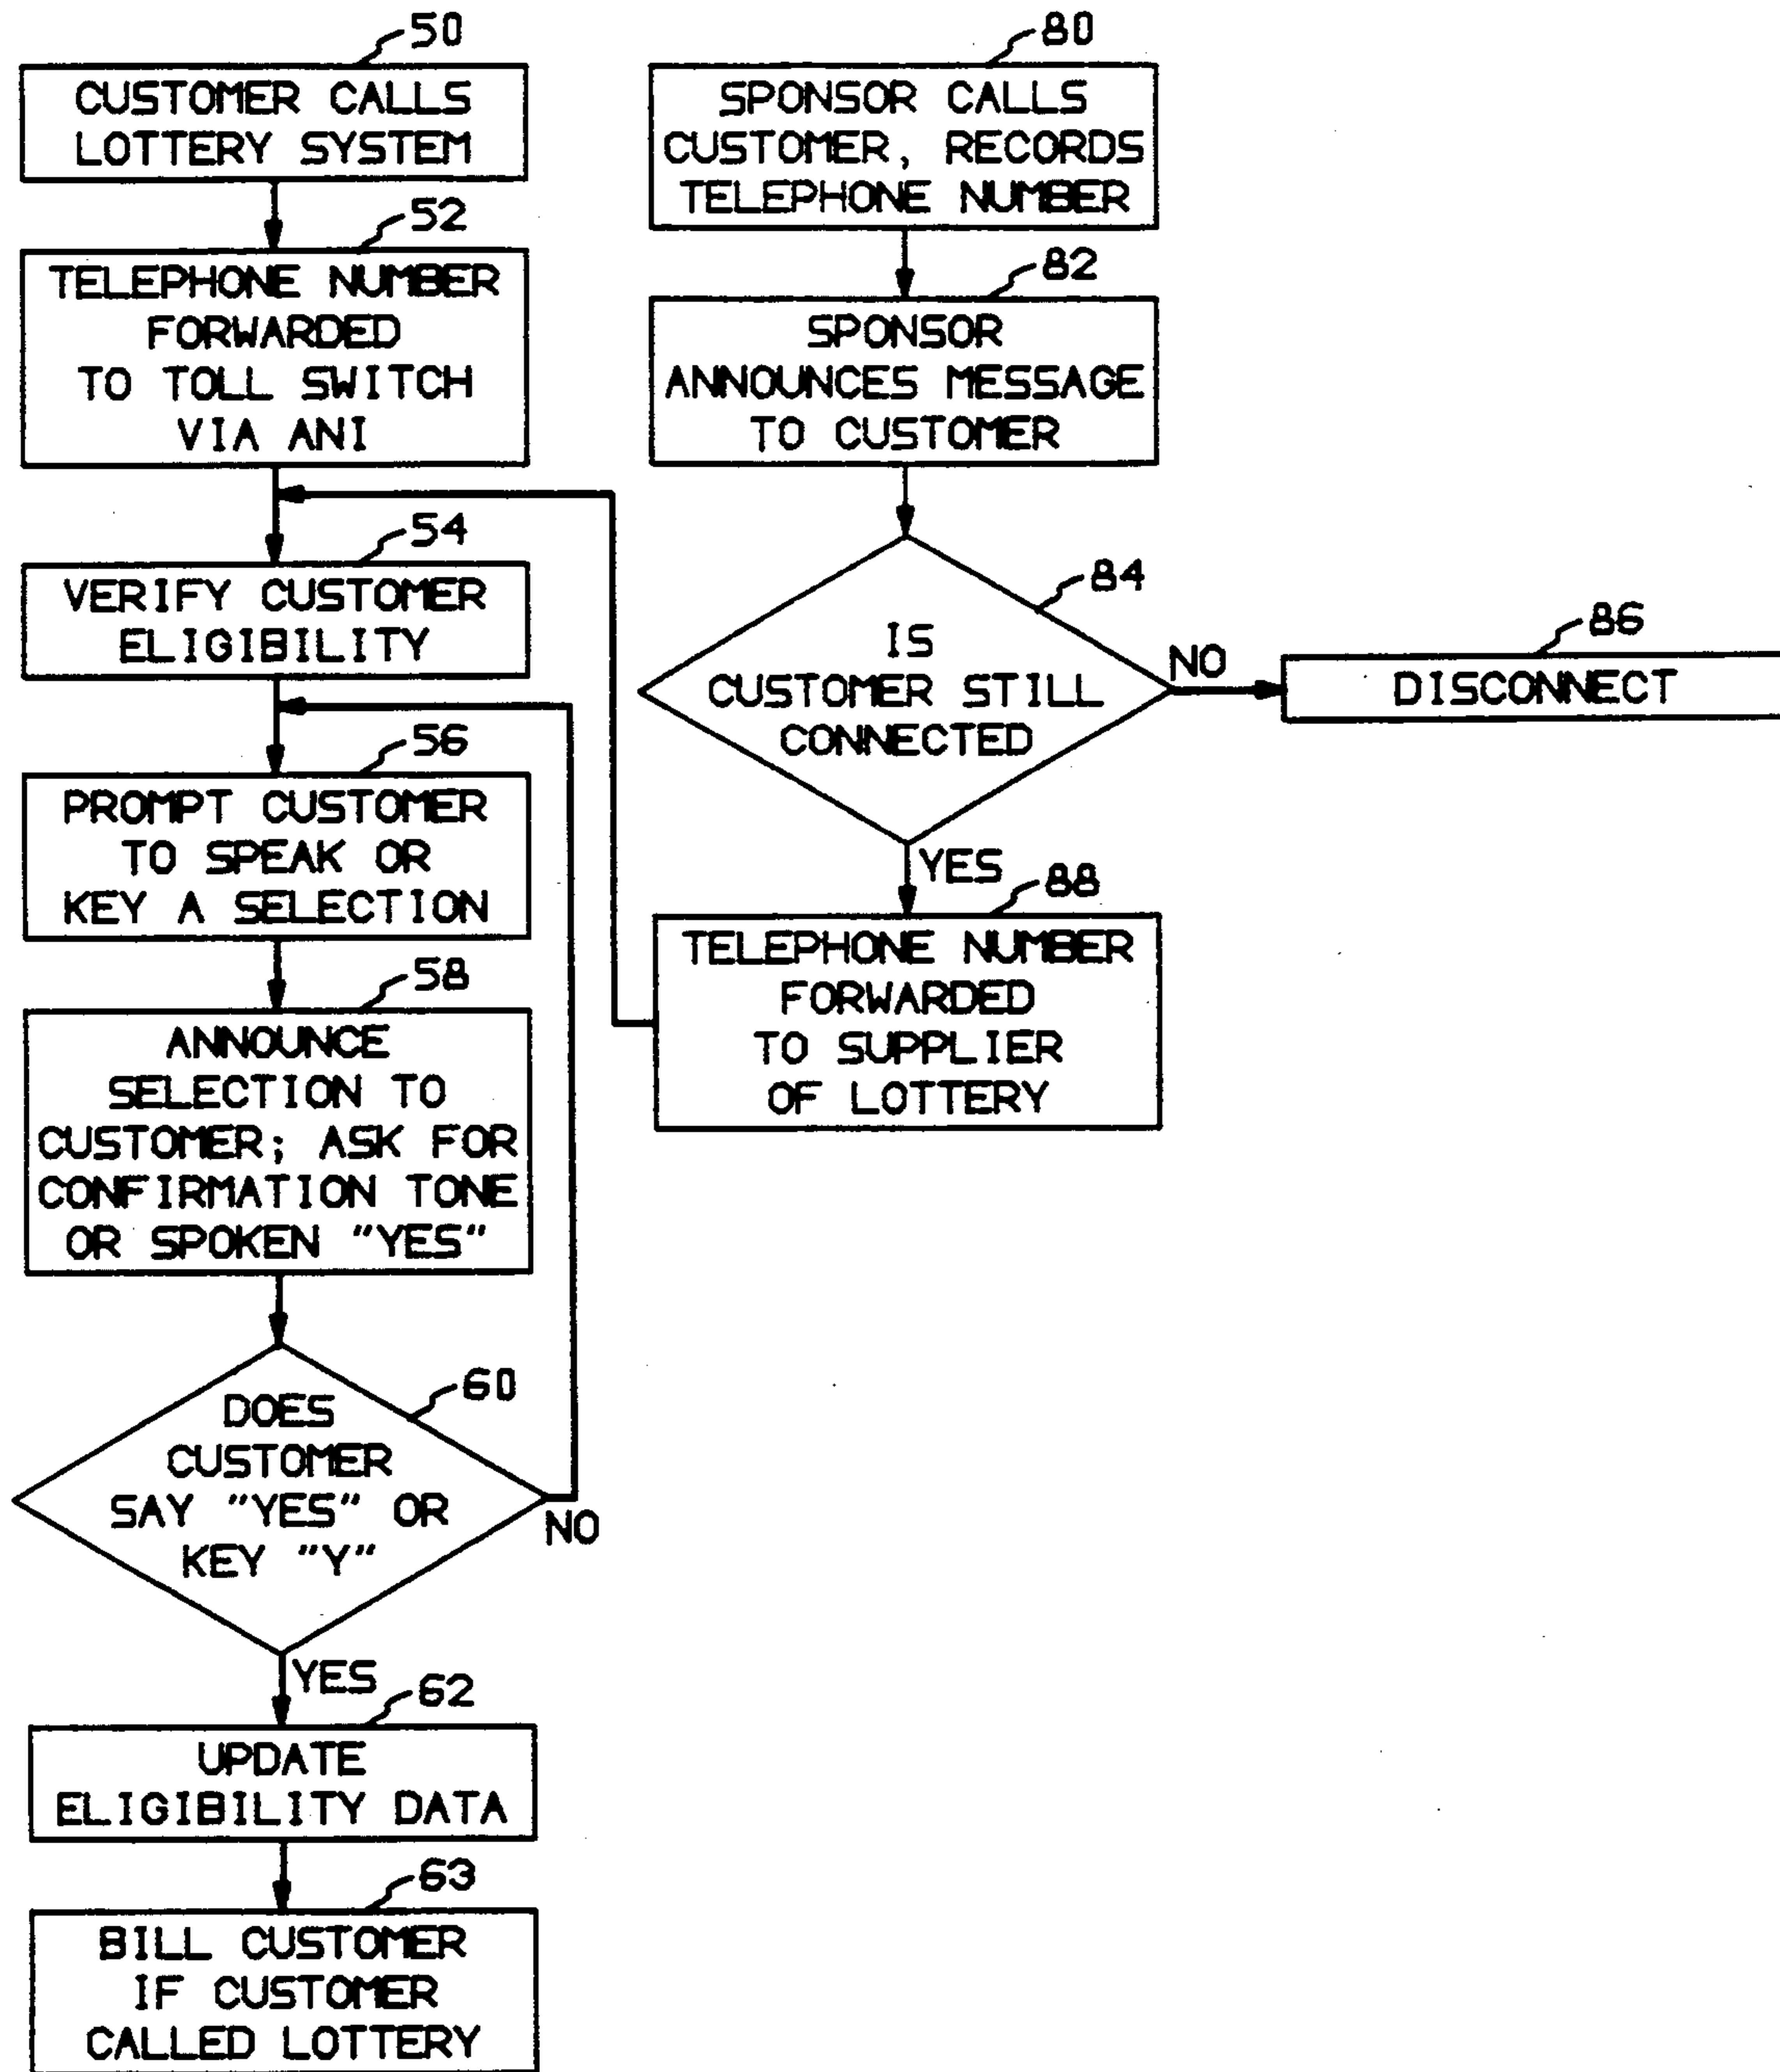 50
CUSTOMER CALLS
LOTTERY SYSTEM
52
TELEPHONE NUMBER
FORWARDED
TO TOLL SWITCH
VIA ANI
54
VERIFY CUSTOMER
ELIGIBILITY
56
PROMPT CUSTOMER
TO SPEAK OR
KEY A SELECTION
58
ANNOUNCE
SELECTION TO
CUSTOMER; ASK FOR
CONFIRMATION TONE
OR SPOKEN "YES"
60
DOES
CUSTOMER
SAY "YES" OR
KEY "Y"
NO
YES
62
UPDATE
ELIGIBILITY DATA
63
BILL CUSTOMER
IF CUSTOMER
CALLED LOTTERY
80
SPONSOR CALLS
CUSTOMER, RECORDS
TELEPHONE NUMBER
82
SPONSOR
ANNOUNCES MESSAGE
TO CUSTOMER
84
IS
CUSTOMER STILL
CONNECTED
NO
86
DISCONNECT
YES
88
TELEPHONE NUMBER
FORWARDED
TO SUPPLIER
OF LOTTERY